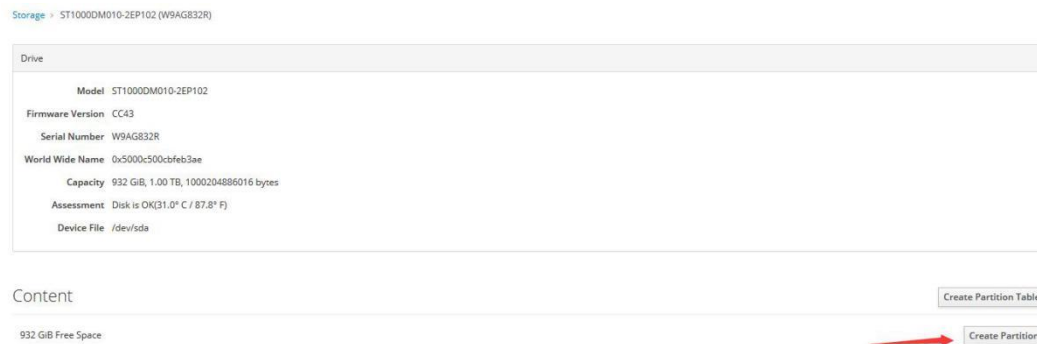 Storage > ST1000DM010-2EP102 (W9AG832R)
Drive
Model ST1000DM010-2EP102
Firmware Version CC43
Serial Number W9AG832R
World Wide Name 0x5000c500cbfeb3ae
Capacity 932 GiB, 1.00 TB, 1000204886016 bytes
Assessment Disk is OK(31.0° C / 87.8° F)
Device File /dev/sda
Content
Create Partition Table
932 GiB Free Space
Create Partition